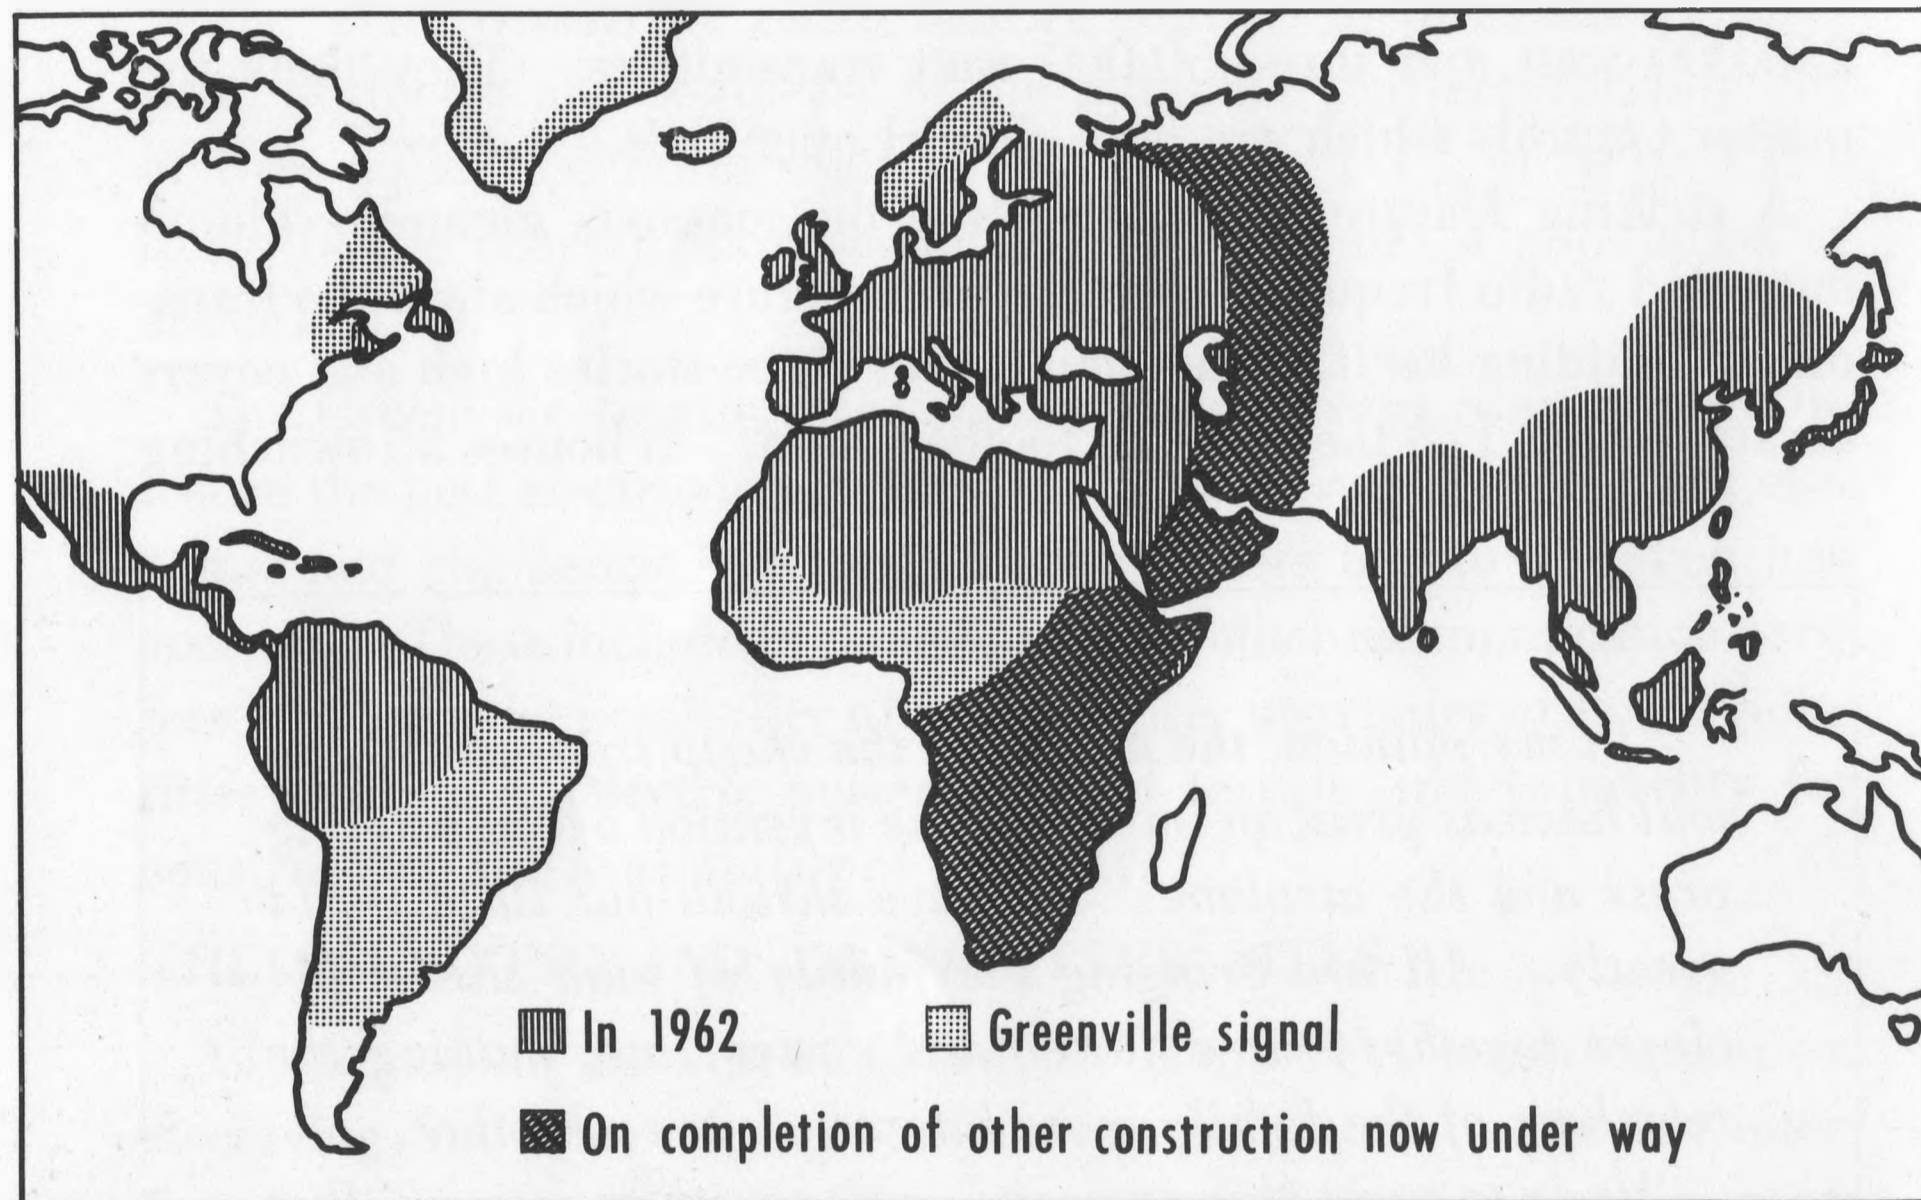 In 1962
Greenville signal
On completion of other construction now under way